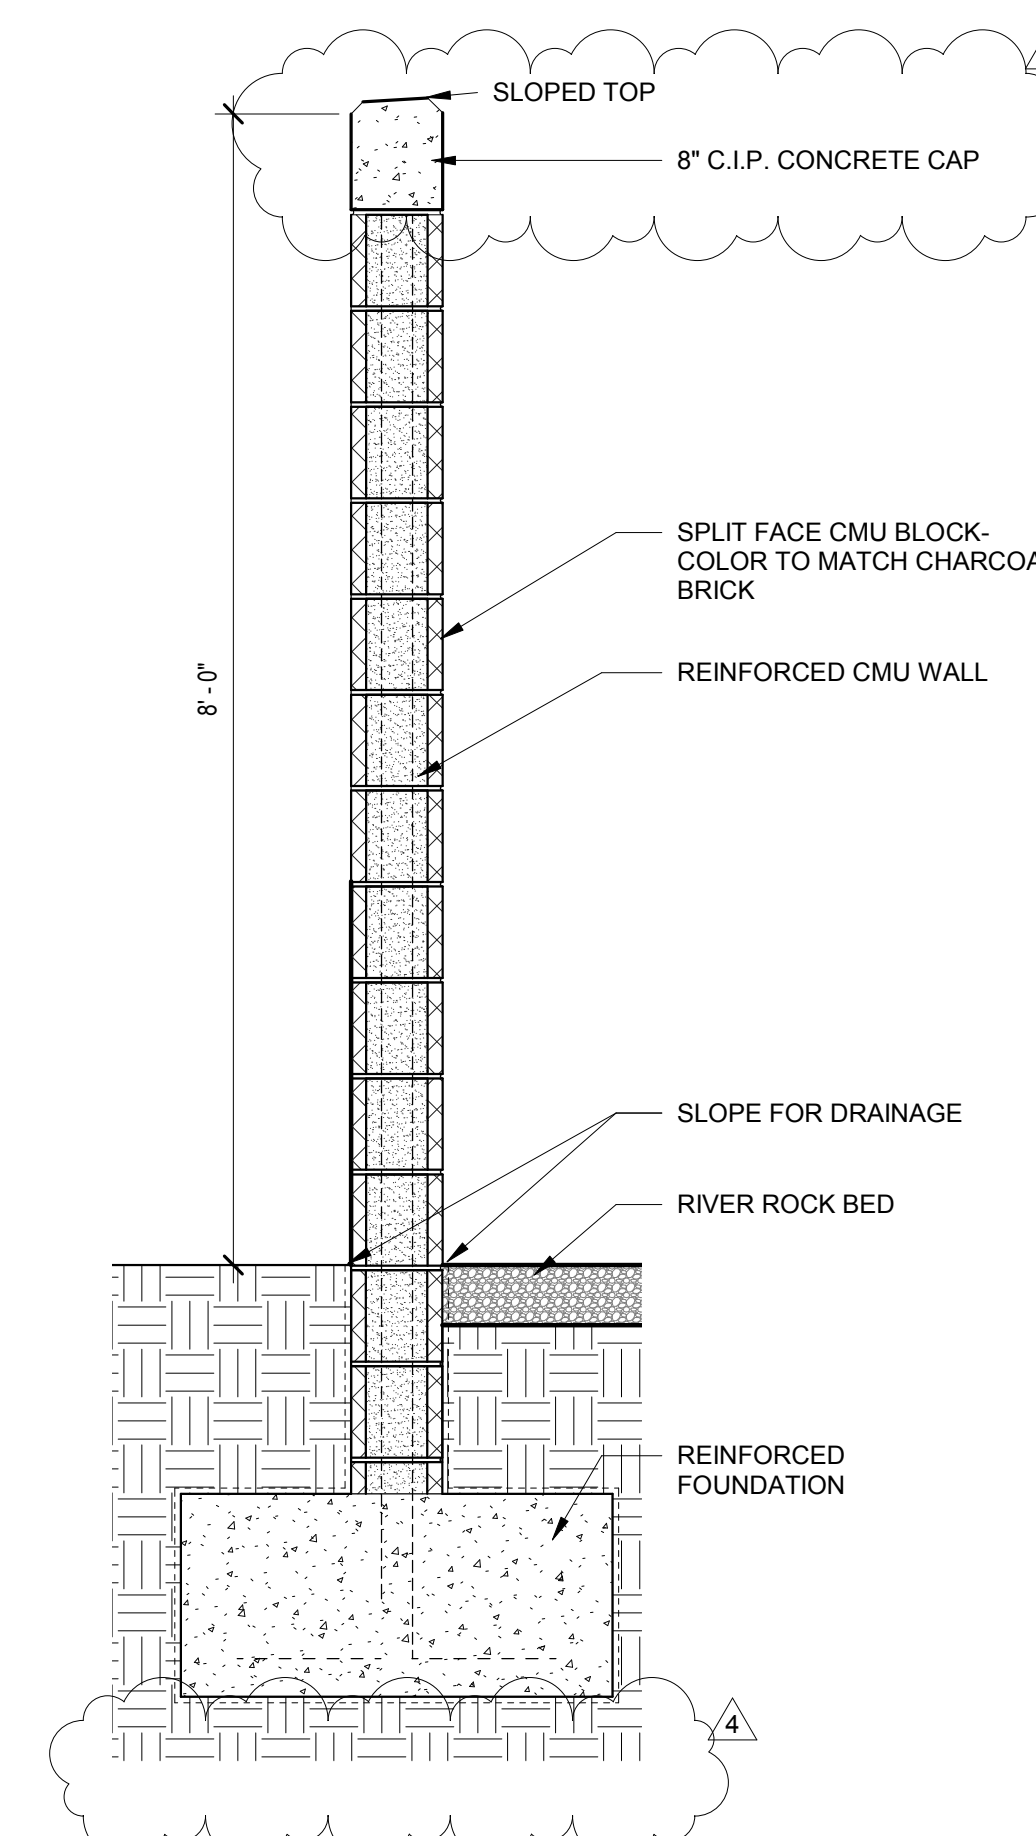 SLOPED TOP
8" C.I.P. CONCRETE CAP
SPLIT FACE CMU BLOCK-
COLOR TO MATCH CHARCOA
BRICK
REINFORCED CMU WALL
8' - 0"
SLOPE FOR DRAINAGE
RIVER ROCK BED
REINFORCED
FOUNDATION
4